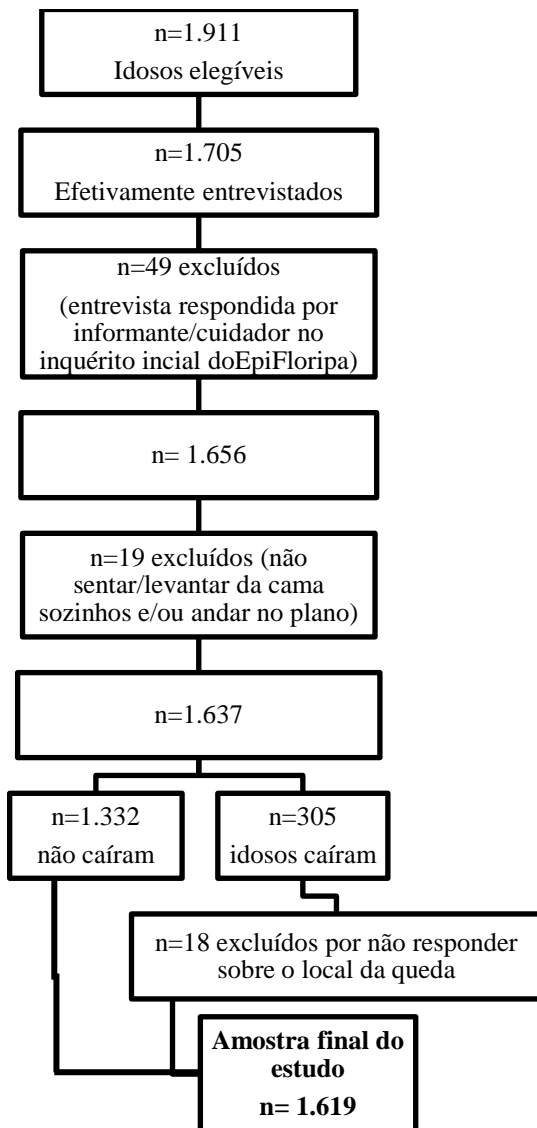 n=1.911
Idosos elegíveis
n=1.705
Efetivamente entrevistados
n=49 excluídos
(entrevista respondida por
informante/cuidador no
inquérito incial doEpiFloripa)
n= 1.656
n=19 excluídos (não
sentar/levantar da cama
sozinhos e/ou andar no plano)
n=1.637
n=1.332
não caíram
n=305
idosos caíram
n=18 excluídos por não responder
sobre o local da queda
Amostra final do
estudo
n= 1.619